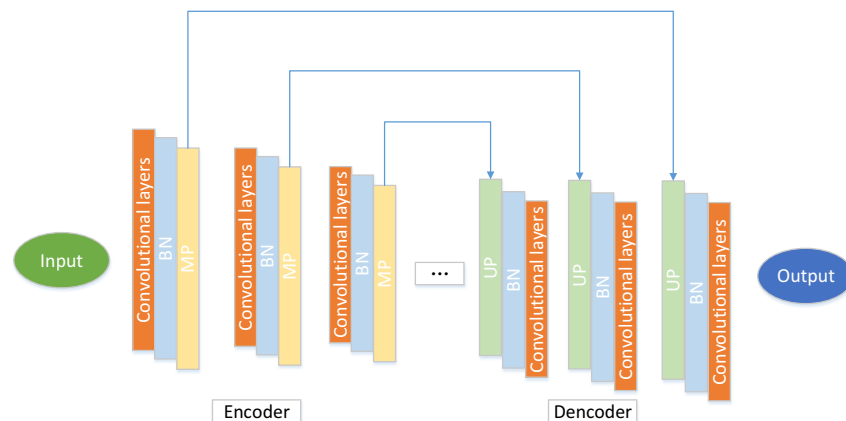 Input
Convolutional layers
BN
MP
Convolutional layers
BN
MP
Convolutional layers
BN
MP
...
UP
BN
Convolutional layers
UP
BN
Convolutional layers
UP
BN
Convolutional layers
Output
Encoder
Dencoder